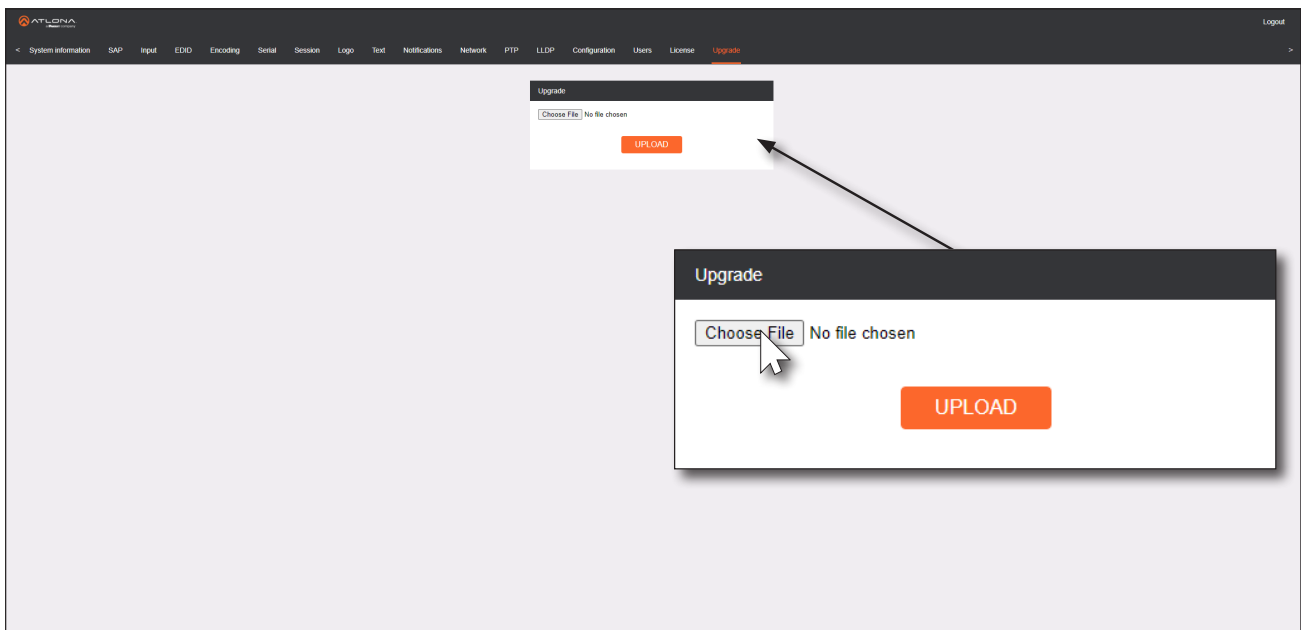 ATLONA
Logout
< System information SAP Input EDID Encoding Serial Session Logo Text Notifications Network PTP LLDP Configuration Users License Upgrade >
Upgrade
Choose File No file chosen
UPLOAD
Upgrade
Choose File No file chosen
UPLOAD